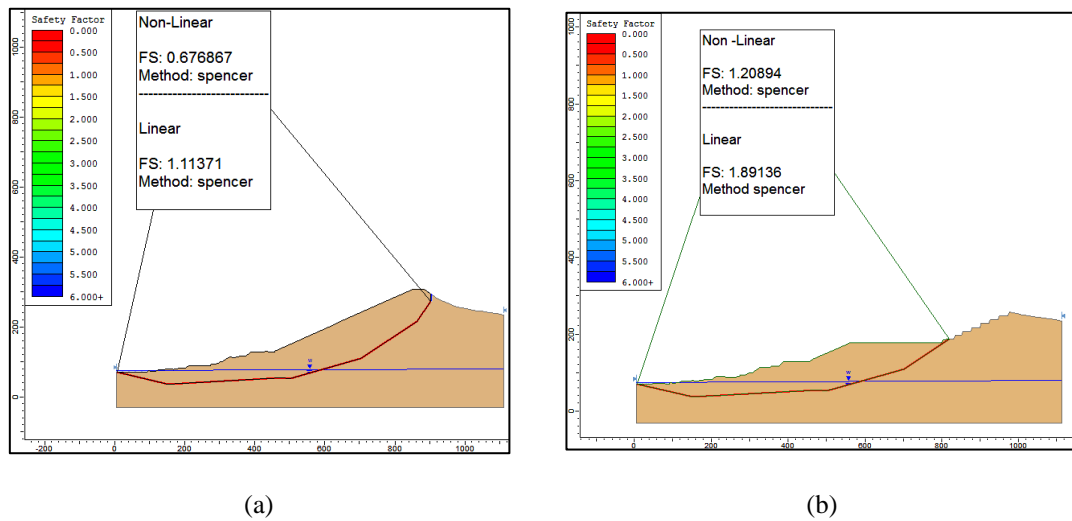 Safety Factor
0.000
0.500
1.000
1.500
2.000
2.500
3.000
3.500
4.000
4.500
5.000
5.500
6.000+
Non-Linear
FS: 0.676867
Method: spencer
----------------------------
Linear
FS: 1.11371
Method: spencer
1000
800
600
400
200
0
w
-200
0
200
400
600
800
1000
(a)
Safety Factor
0.000
0.500
1.000
1.500
2.000
2.500
3.000
3.500
4.000
4.500
5.000
5.500
6.000+
Non -Linear
FS: 1.20894
Method: spencer
----------------------------
Linear
FS: 1.89136
Method spencer
1000
800
600
400
200
0
w
0
200
400
600
800
1000
(b)